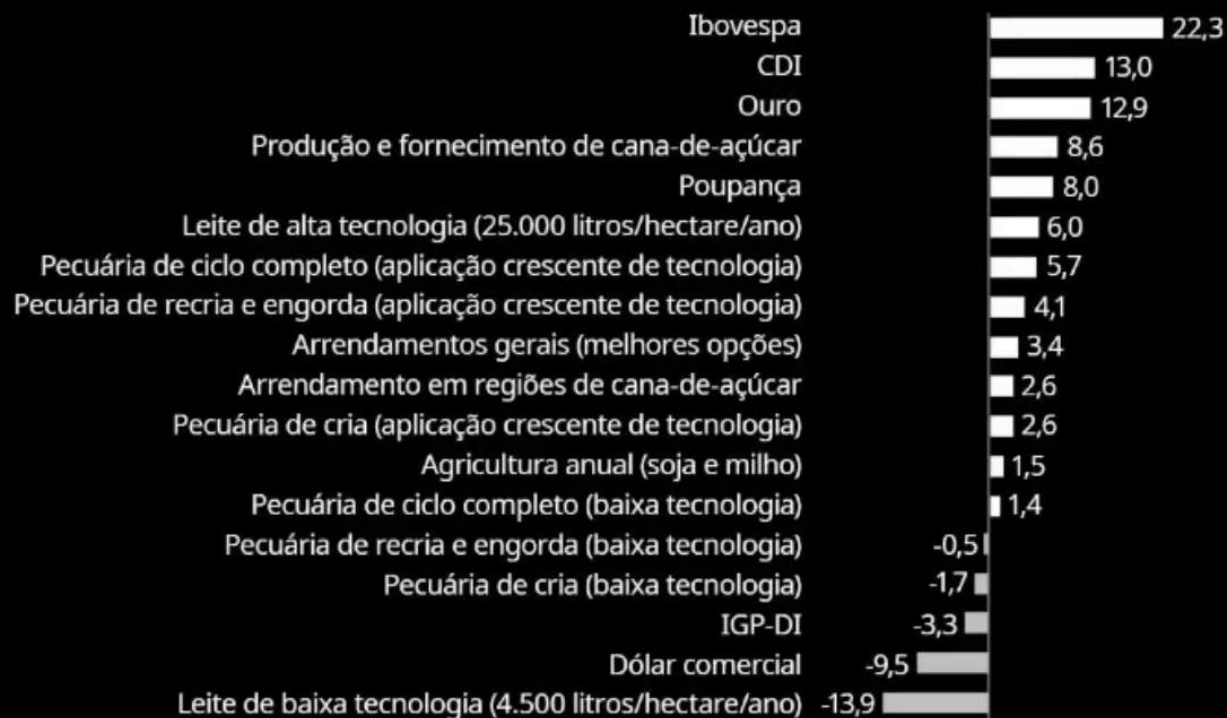 Ibovespa 22,3
CDI 13,0
Ouro 12,9
Produção e fornecimento de cana-de-açúcar 8,6
Poupança 8,0
Leite de alta tecnologia (25.000 litros/hectare/ano) 6,0
Pecuária de ciclo completo (aplicação crescente de tecnologia) 5,7
Pecuária de recria e engorda (aplicação crescente de tecnologia) 4,1
Arrendamentos gerais (melhores opções) 3,4
Arrendamento em regiões de cana-de-açúcar 2,6
Pecuária de cria (aplicação crescente de tecnologia) 2,6
Agricultura anual (soja e milho) 1,5
Pecuária de ciclo completo (baixa tecnologia) 1,4
Pecuária de recria e engorda (baixa tecnologia) -0,5
Pecuária de cria (baixa tecnologia) -1,7
IGP-DI -3,3
Dólar comercial -9,5
Leite de baixa tecnologia (4.500 litros/hectare/ano) -13,9